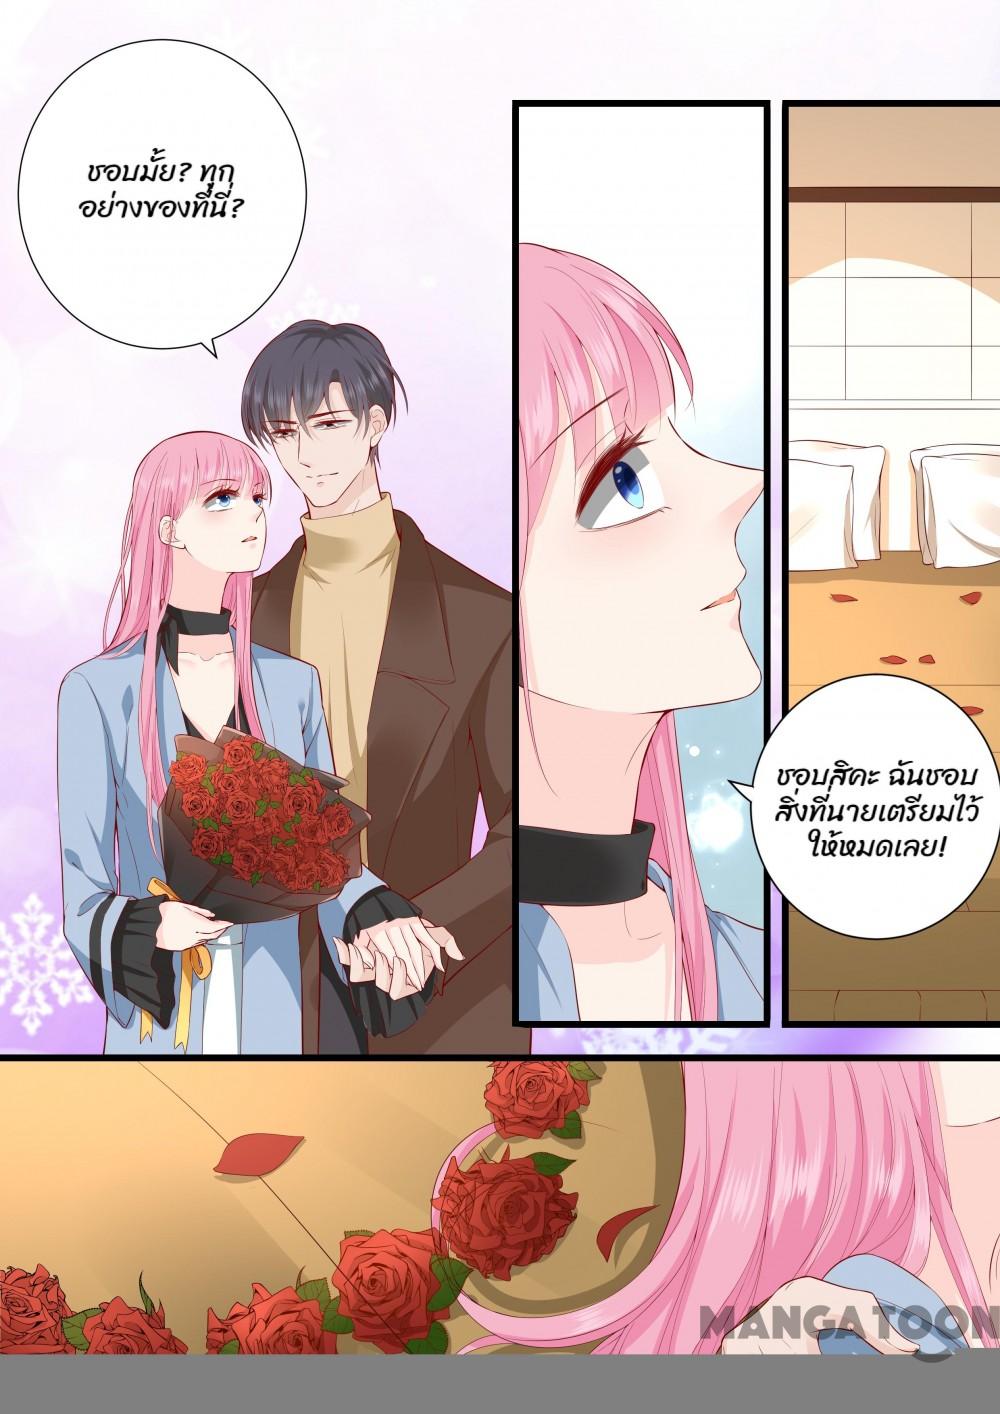 ชอบมั้ย? ทุก
อย่างของที่นี่?
ชอบสิคะ ฉันชอบ
สิ่งที่นายเตรียมไว้
ให้หมดเลย!
MANGATOON